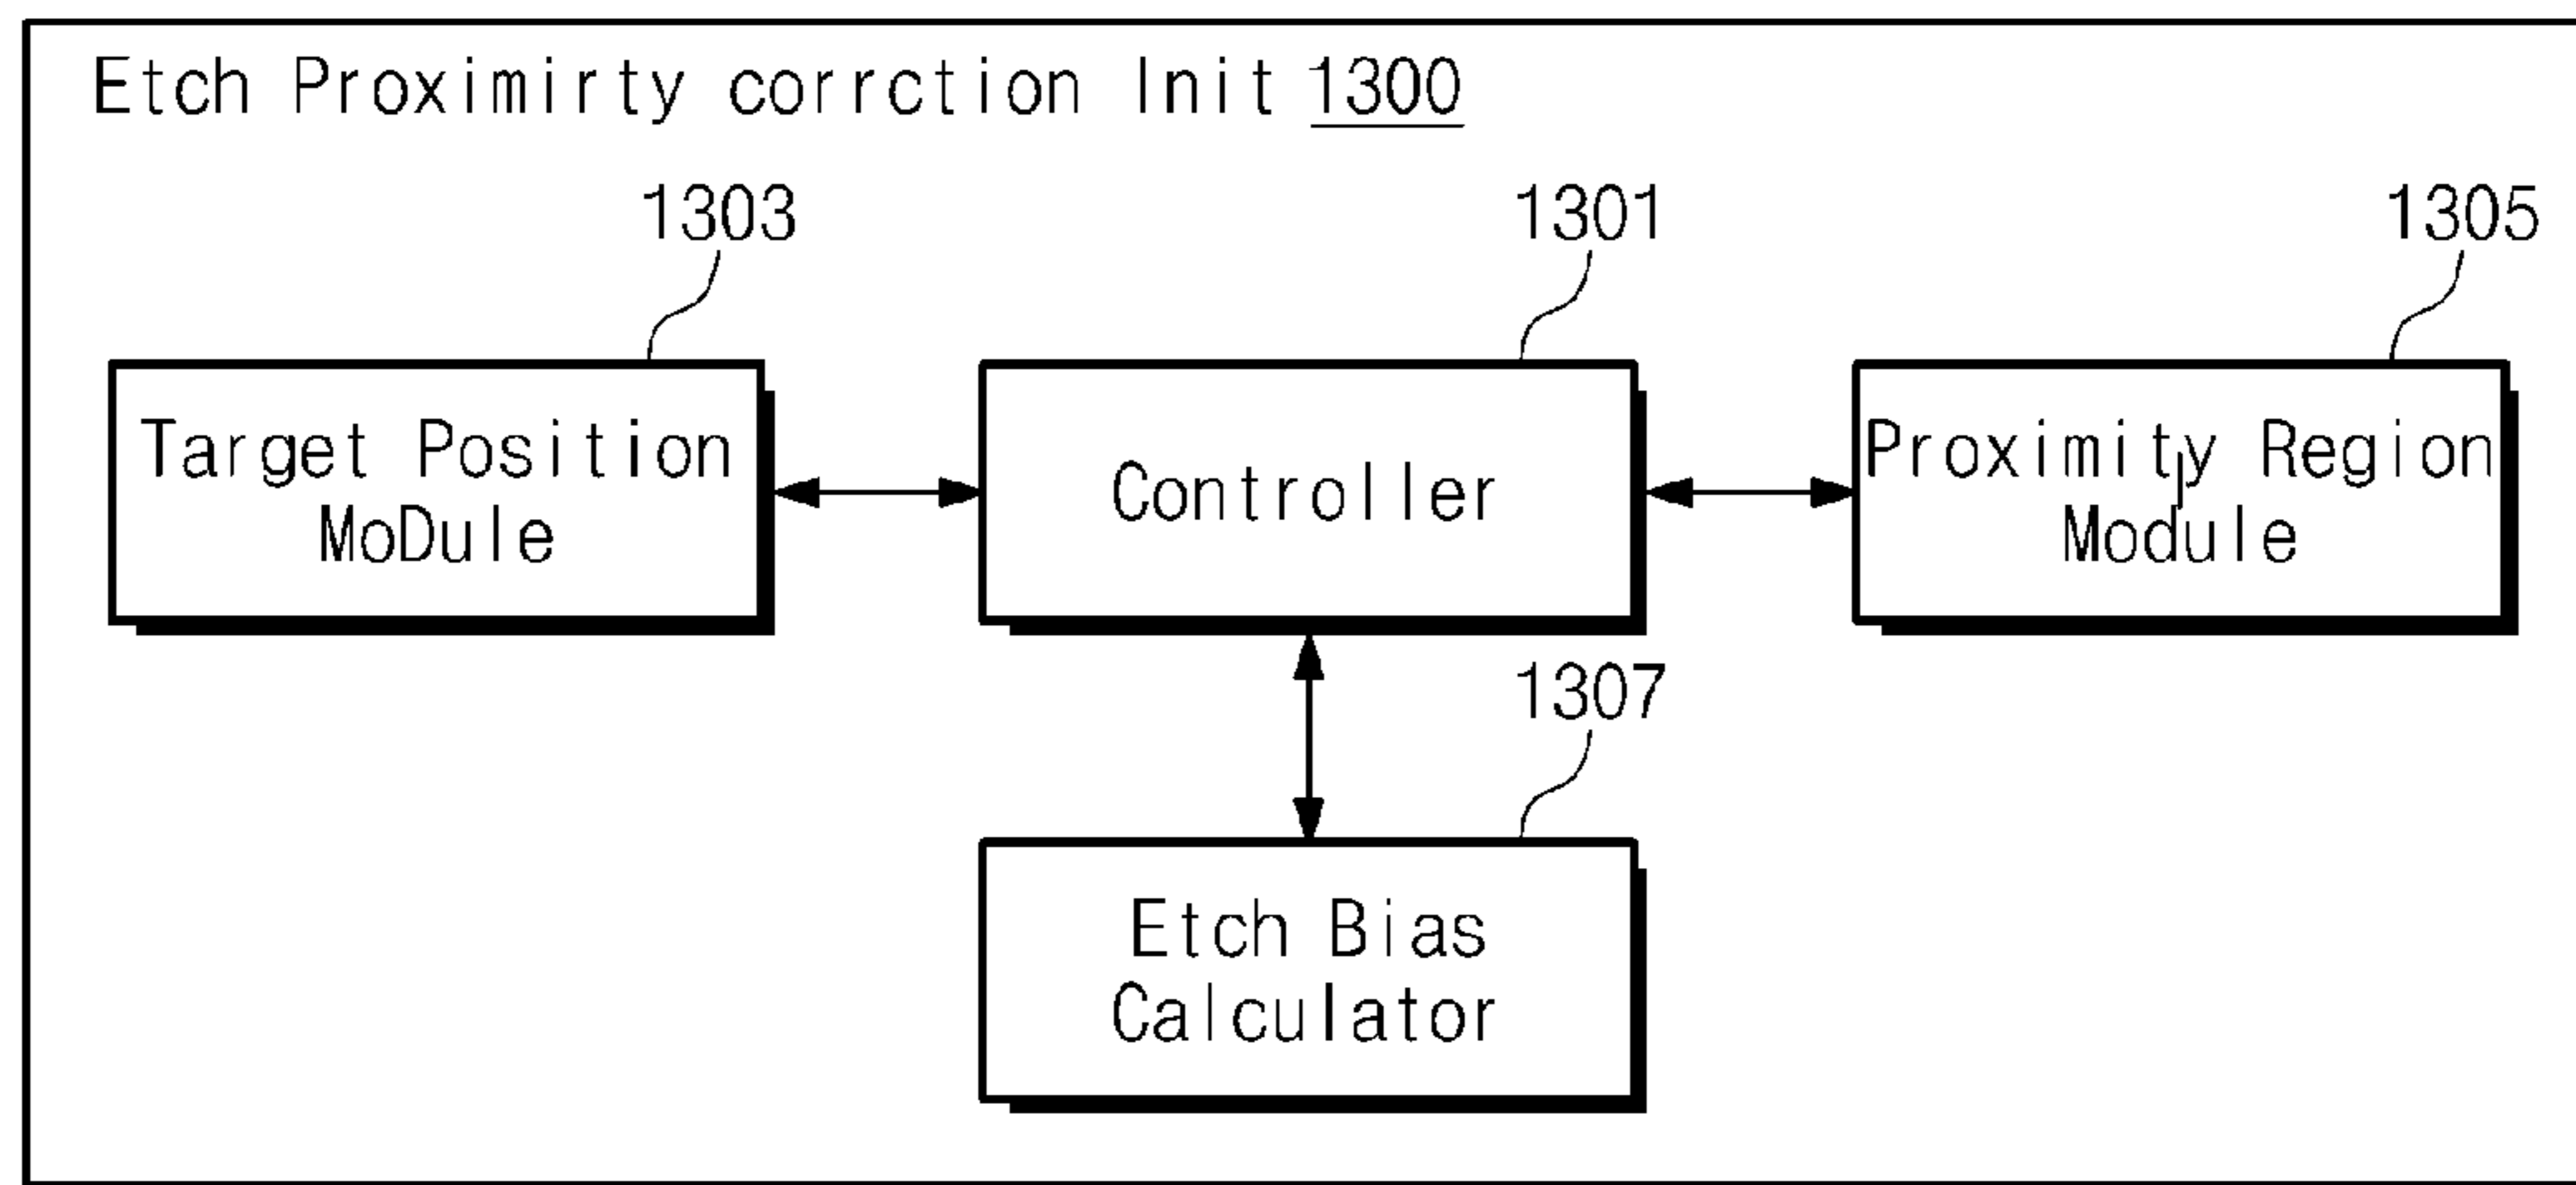 Etch Proximirty corrction Init 1300
1303
1301
1305
Target Position
MoDule
Controller
Proximity Region
Module
1307
Etch Bias
Calculator